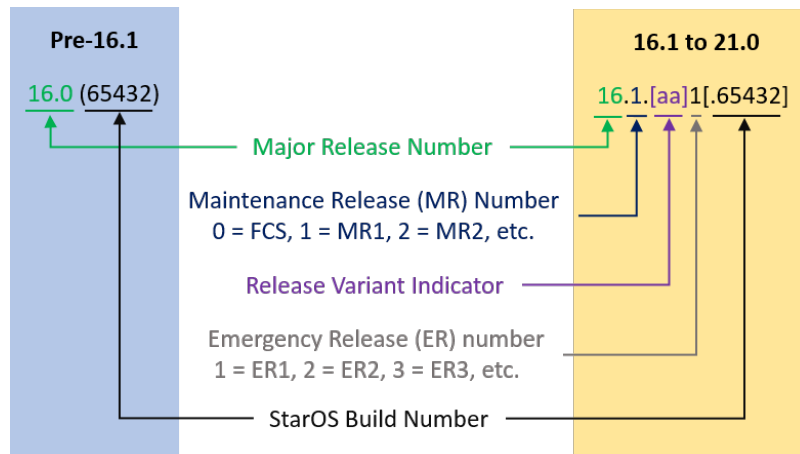 Pre-16.1
16.1 to 21.0
16.0 (65432)
16.1.[aa]1[.65432]
Major Release Number
Maintenance Release (MR) Number
0 = FCS, 1 = MR1, 2 = MR2, etc.
Release Variant Indicator
Emergency Release (ER) number
1 = ER1, 2 = ER2, 3 = ER3, etc.
StarOS Build Number